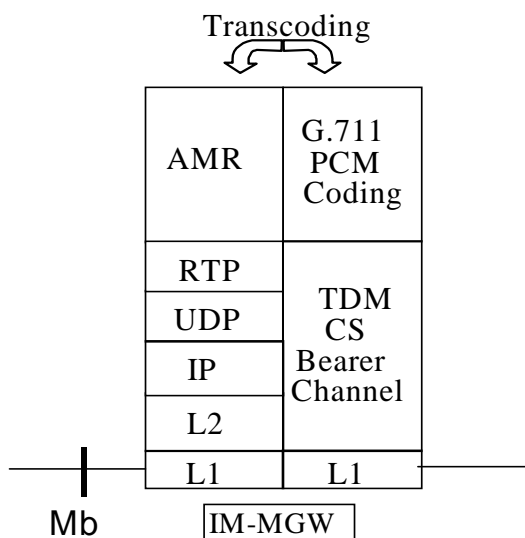 Transcoding
AMR
G.711
PCM
Coding
RTP
UDP
IP
L2
TDM
CS
Bearer
Channel
L1
L1
Mb
IM-MGW